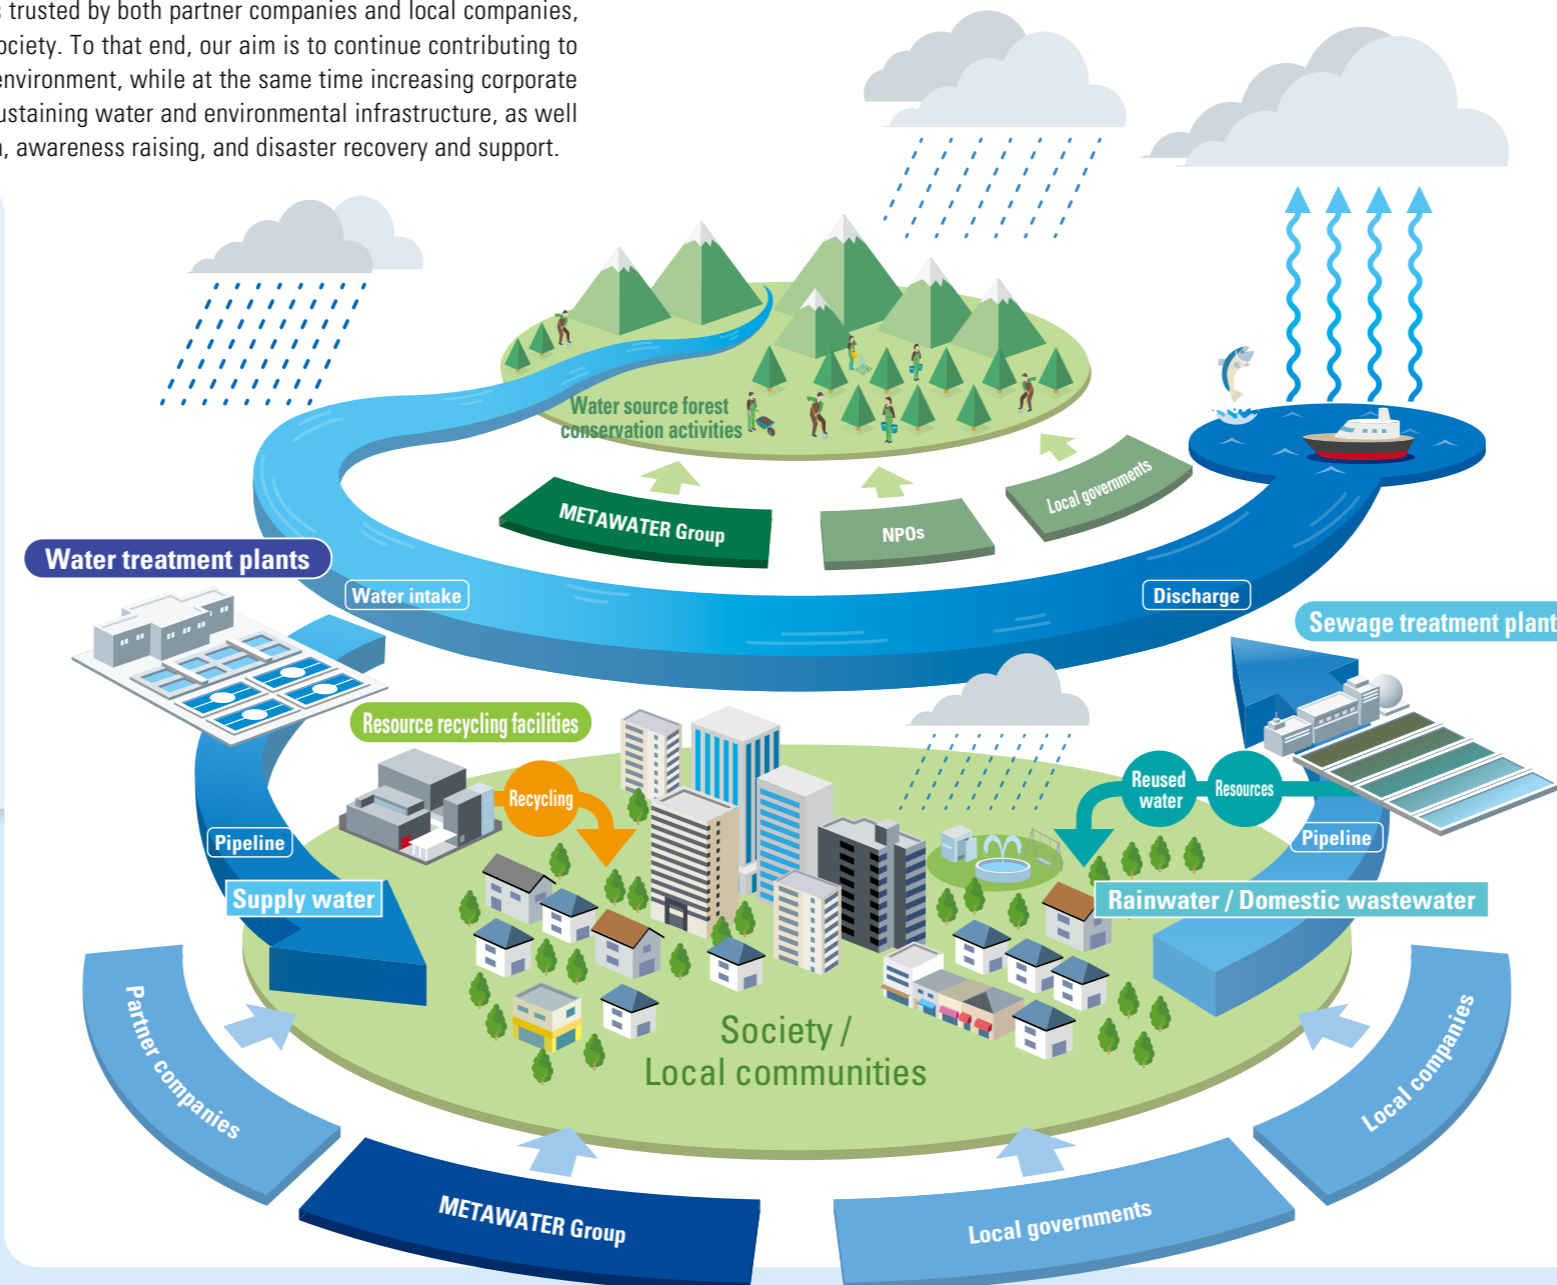 trusted by both partner companies and local companies,
ociety. To that end, our aim is to continue contributing to
environment, while at the same time increasing corporate
ustaining water and environmental infrastructure, as well
, awareness raising, and disaster recovery and support.
Water source forest
conservation activities
METAWATER Group
NPOs
Local governments
Water treatment plants
Water intake
Discharge
Sewage treatment plant
Resource recycling facilities
Recycling
Reused
water
Resources
Pipeline
Pipeline
Supply water
Rainwater / Domestic wastewater
Society /
Local communities
Partner companies
METAWATER Group
Local governments
Local companies